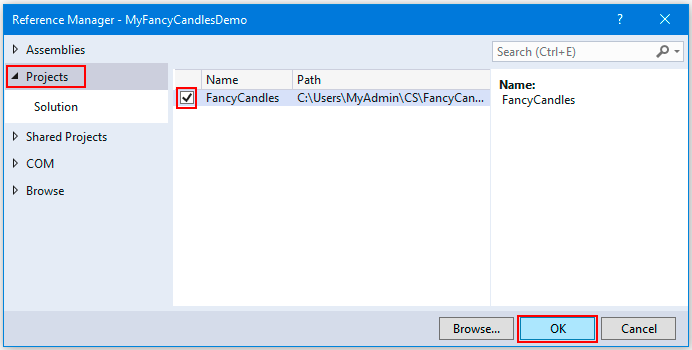 Reference Manager - MyFancyCandlesDemo
Assemblies
Projects
Solution
Shared Projects
COM
Browse
Name Path
FancyCandles C:\Users\MyAdmin\CS\FancyCan...
Search (Ctrl+E)
Name:
FancyCandles
Browse... OK Cancel